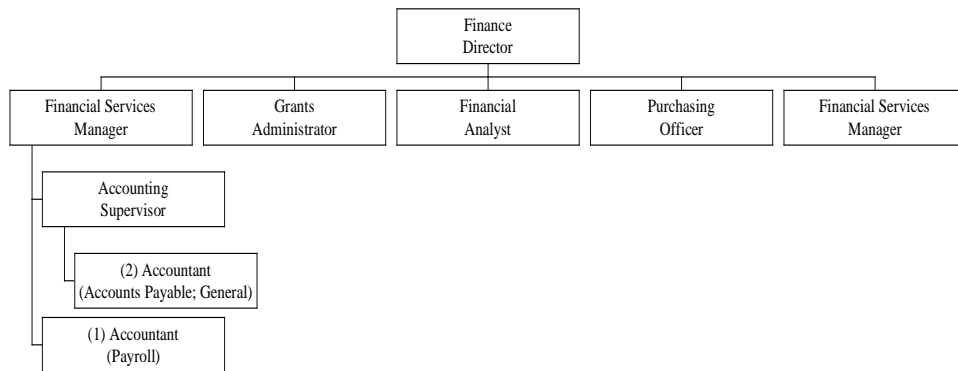 Finance
Director
Financial Services
Manager
Grants
Administrator
Financial
Analyst
Purchasing
Officer
Financial Services
Manager
Accounting
Supervisor
(2) Accountant
(Accounts Payable; General)
(1) Accountant
(Payroll)